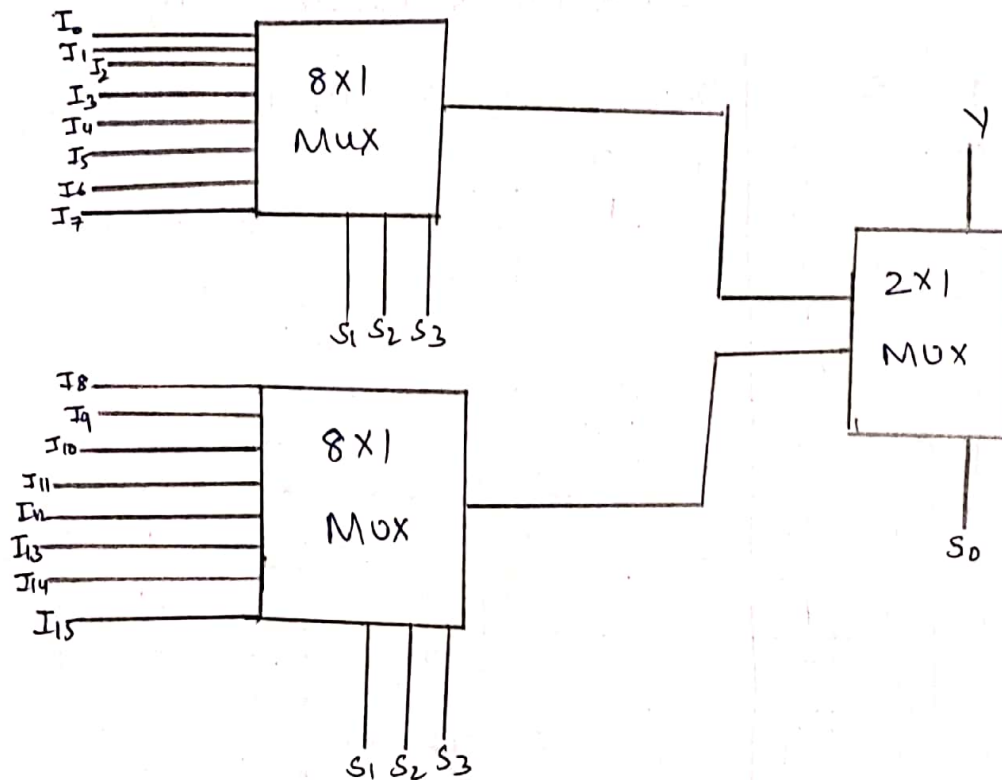 I0
I1
I2
I3
I4
I5
I6
I7
8X1
MUX
S1 S2 S3
I8
I9
I10
I11
I12
I13
I14
I15
8X1
MUX
S1 S2 S3
Y
2X1
MUX
S0